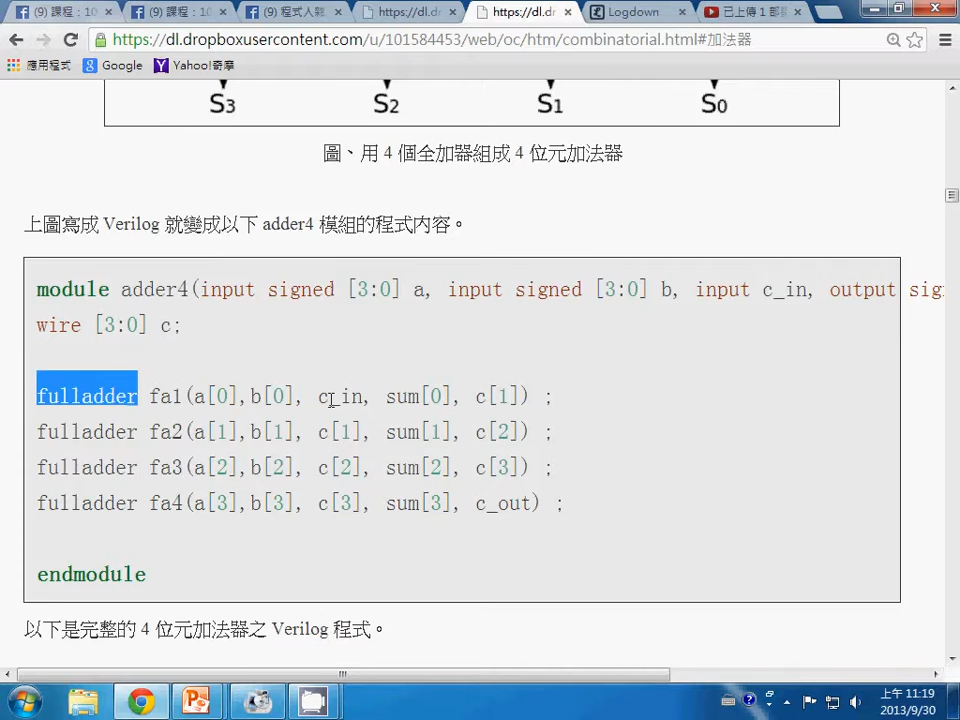 (9) 課程：10
(9) 課程：10
(9) 程式人雜
https://dl.dr
https://dl.dr
Logdown
已上傳 1 部
https://dl.dropboxusercontent.com/u/101584453/web/oc/htm/combinatorial.html#加法器
應用程式 Google Yahoo!奇摩
S3 S2 S1 S0
圖、用 4 個全加器組成 4 位元加法器
上圖寫成 Verilog 就變成以下 adder4 模組的程式內容。
module adder4(input signed [3:0] a, input signed [3:0] b, input c_in, output sig
wire [3:0] c;
fulladder fa1(a[0],b[0], c_in, sum[0], c[1]) ;
fulladder fa2(a[1],b[1], c[1], sum[1], c[2]) ;
fulladder fa3(a[2],b[2], c[2], sum[2], c[3]) ;
fulladder fa4(a[3],b[3], c[3], sum[3], c_out) ;
endmodule
以下是完整的 4 位元加法器之 Verilog 程式。
上午 11:19
2013/9/30